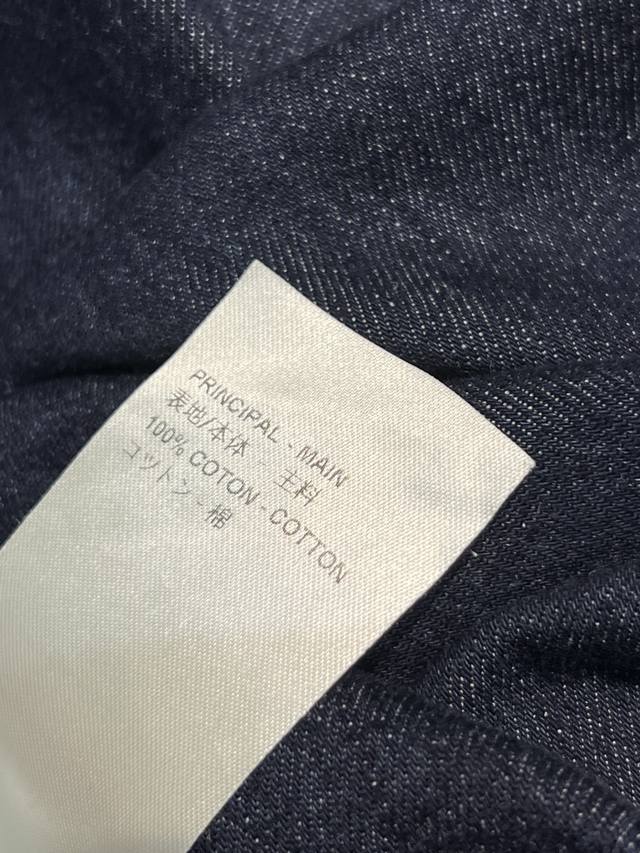 PRINCIPAL - MAIN
表地/本体 - 主料
100% COTON - COTTON
コットン - 棉